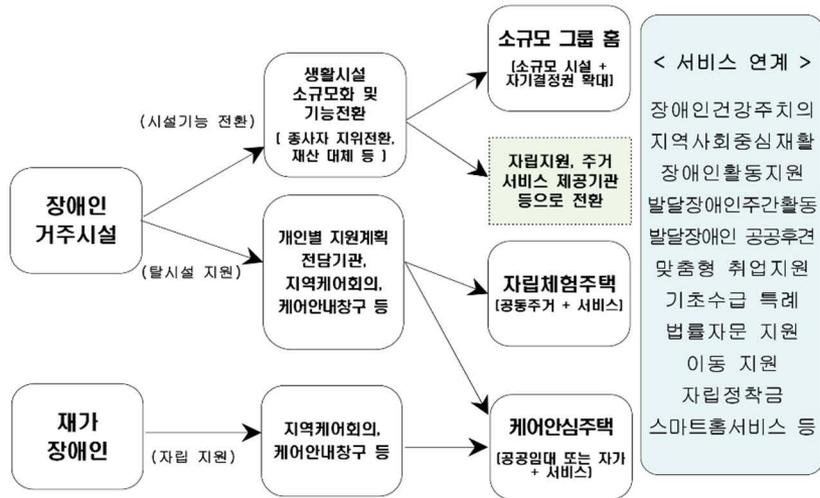 장애인
거주시설
(시설기능 전환)
(탈시설 지원)
생활시설
소규모화 및
기능전환
[ 종사자 지위전환,
재산 대체 등 ]
개인별 지원계획
전담기관,
지역케어회의,
케어안내창구 등
소규모 그룹 홈
[소규모 시설 +
자기결정권 확대]
자립지원, 주거
서비스 제공기관
등으로 전환
자립체험주택
[공동주거 + 서비스]
재가
장애인
(자립 지원)
지역케어회의,
케어안내창구 등
케어안심주택
[공공임대 또는 자가
+ 서비스]
< 서비스 연계 >
장애인건강주치의
지역사회중심재활
장애인활동지원
발달장애인주간활동
발달장애인 공공후견
맞춤형 취업지원
기초수급 특례
법률자문 지원
이동 지원
자립정착금
스마트홈서비스 등